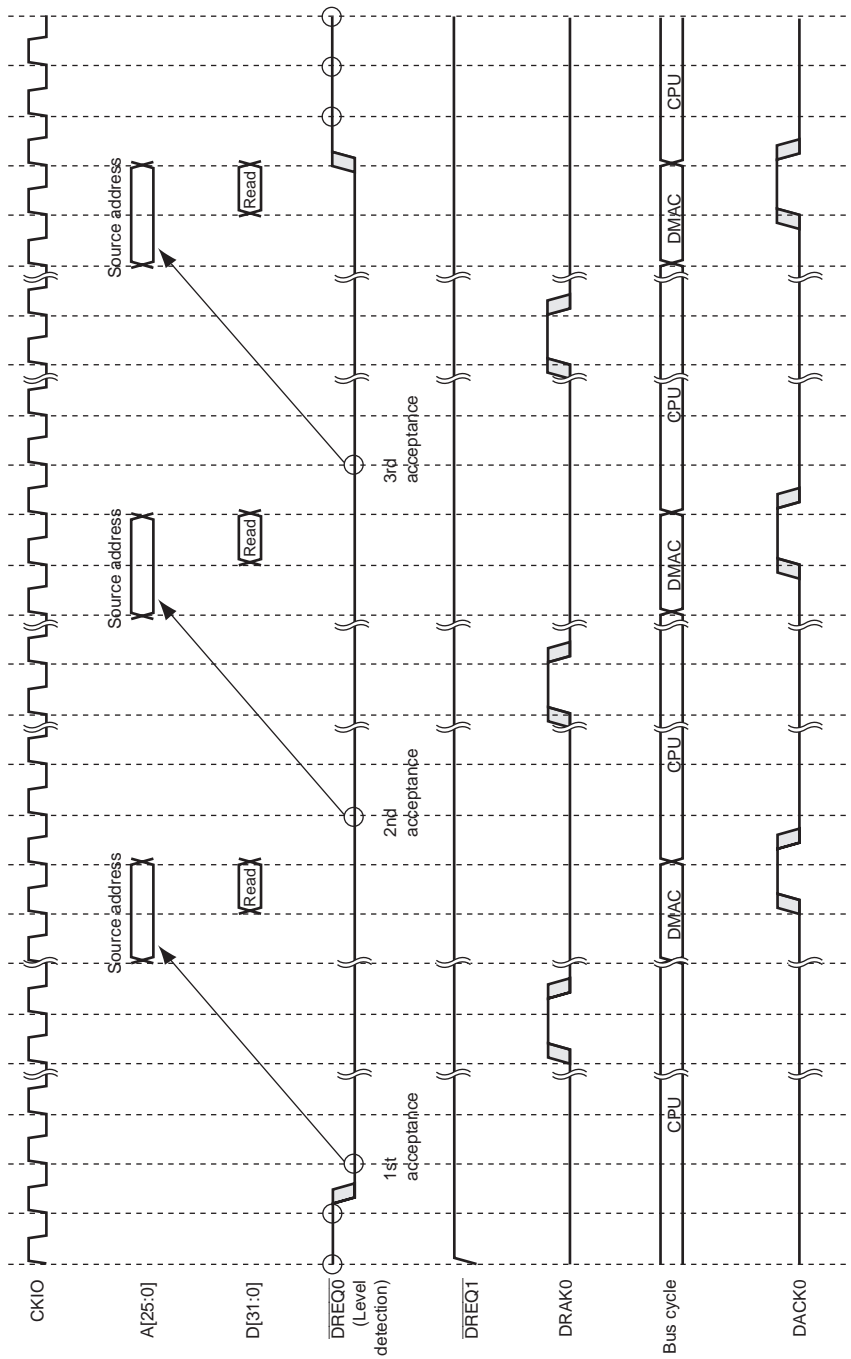 CKIO
Source address
Source address
Source address
A[25:0]
Read
Read
Read
D[31:0]
DREQ0
(Level
detection)
1st
acceptance
2nd
acceptance
3rd
acceptance
DREQ1
DRAK0
Bus cycle
CPU
DMAC
CPU
DMAC
CPU
DMAC
CPU
DACK0